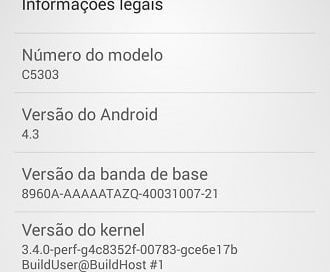 Informações legais
Número do modelo
C5303
Versão do Android
4.3
Versão da banda de base
8960A-AAAAATAZQ-40031007-21
Versão do kernel
3.4.0-perf-g4c8352f-00783-gce6e17b
BuildUser@BuildHost #1